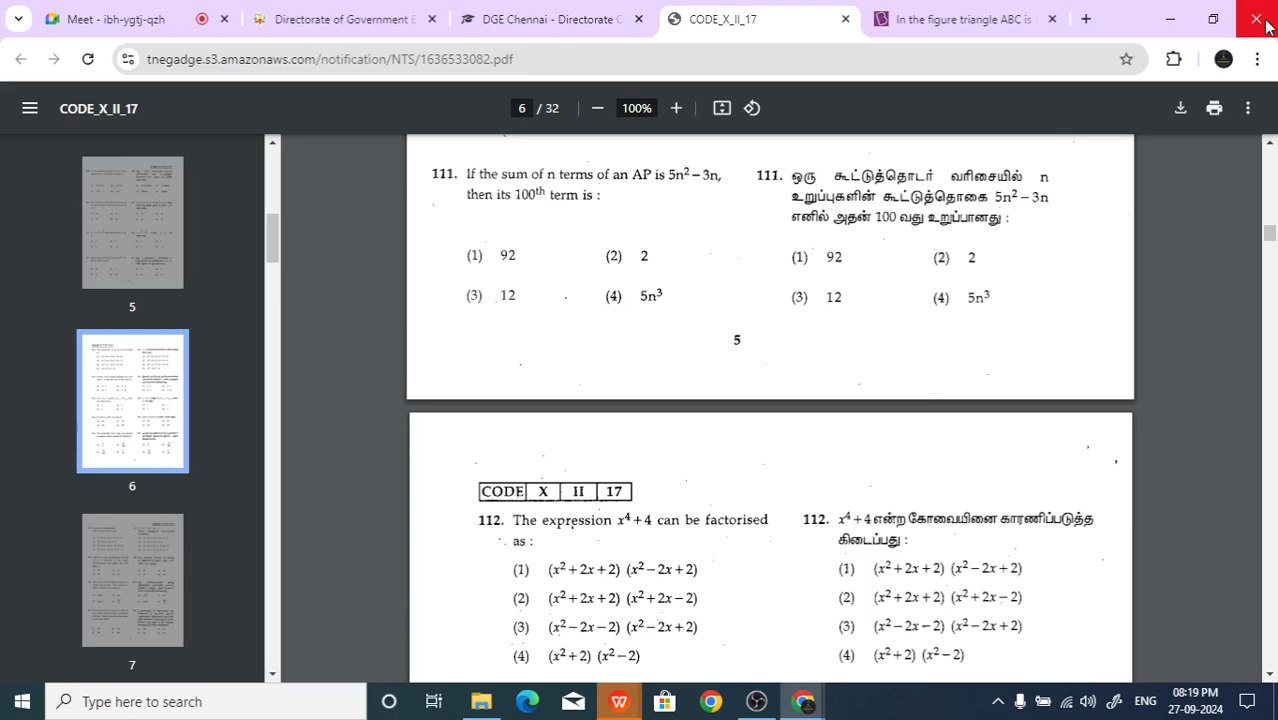 Meet - ibh-ygtj-qzh
Directorate of Government E
DGE Chennai - Directorate C
CODE_X_II_17
In the figure triangle ABC is
tnegadge.s3.amazonaws.com/notification/NTS/1636533082.pdf
CODE_X_II_17
6 / 32
100%
5
6
7
111. If the sum of n terms of an AP is 5n² – 3n,
then its 100th term is :
(1) 92 (2) 2
(3) 12 (4) 5n³
111. ஒரு கூட்டுத்தொடர் வரிசையில் n
உறுப்புகளின் கூட்டுத்தொகை 5n² – 3n
எனில் அதன் 100 வது உறுப்பானது :
(1) 92 (2) 2
(3) 12 (4) 5n³
5
CODE X II 17
112. The expression x⁴+4 can be factorised
as :
(1) (x²+2x+2) (x²–2x+2)
(2) (x²+2x+2) (x²+2x–2)
(3) (x²–2x–2) (x²–2x+2)
(4) (x²+2) (x²–2)
112. x⁴+4 என்ற கோவையினை காரணிப்படுத்த
கிடைப்பது :
(1) (x²+2x+2) (x²–2x+2)
(2) (x²+2x+2) (x²+2x–2)
(3) (x²–2x–2) (x²–2x+2)
(4) (x²+2) (x²–2)
Type here to search
ENG
08:19 PM
27-09-2024